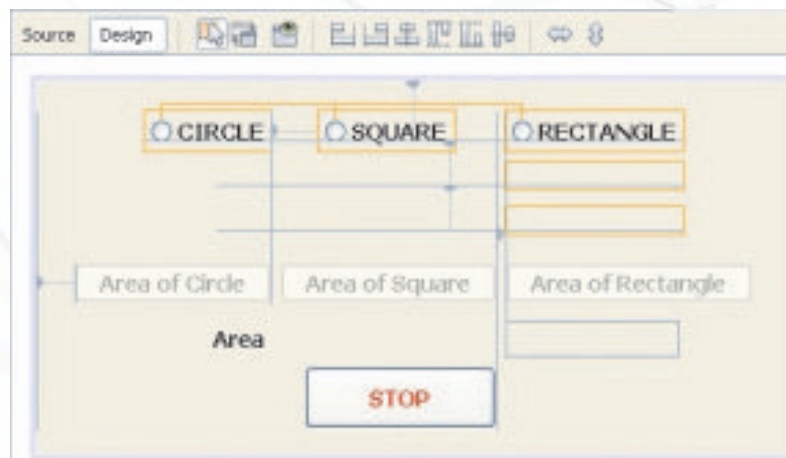 Source Design
CIRCLE SQUARE RECTANGLE
Area of Circle Area of Square Area of Rectangle
Area
STOP